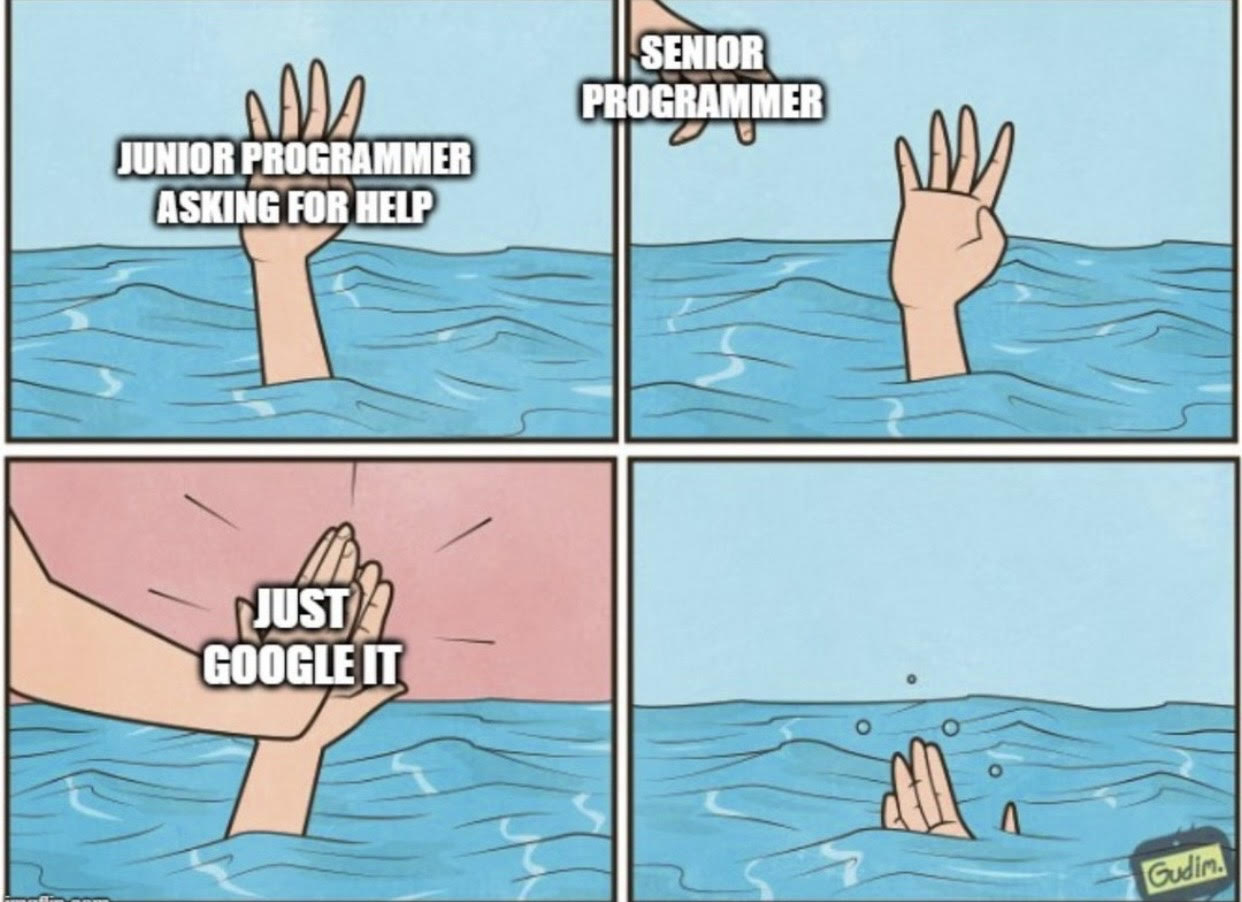 JUNIOR PROGRAMMER
ASKING FOR HELP
SENIOR
PROGRAMMER
JUST
GOOGLE IT
Gudim.